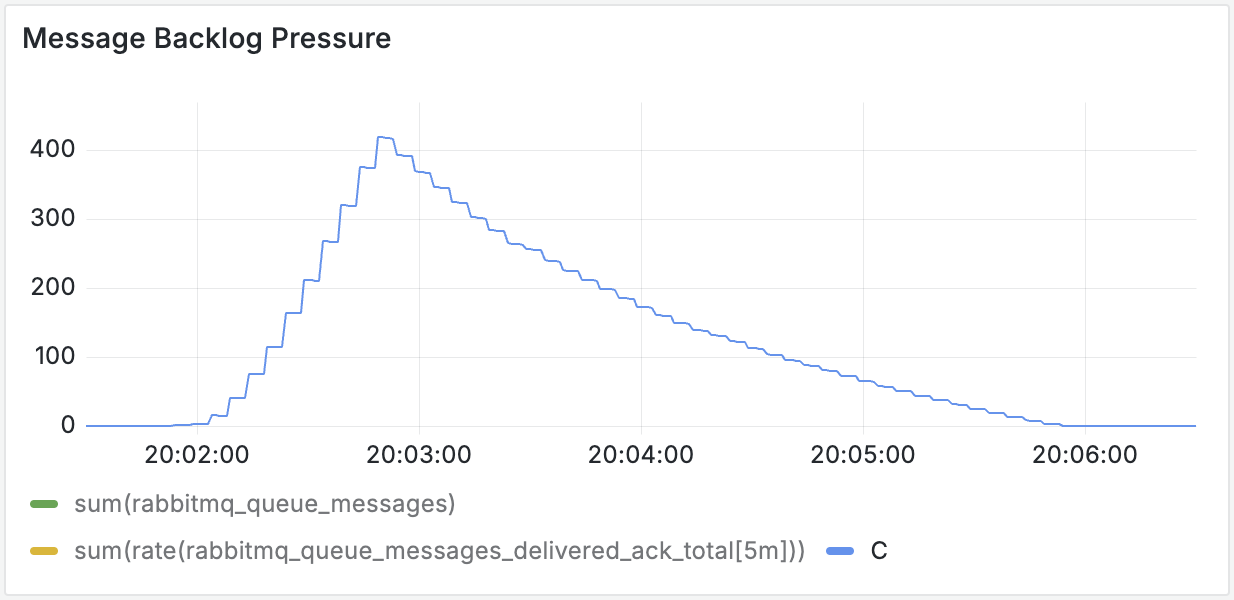 Message Backlog Pressure
400
300
200
100
0
20:02:00 20:03:00 20:04:00 20:05:00 20:06:00
sum(rabbitmq_queue_messages)
sum(rate(rabbitmq_queue_messages_delivered_ack_total[5m])) C